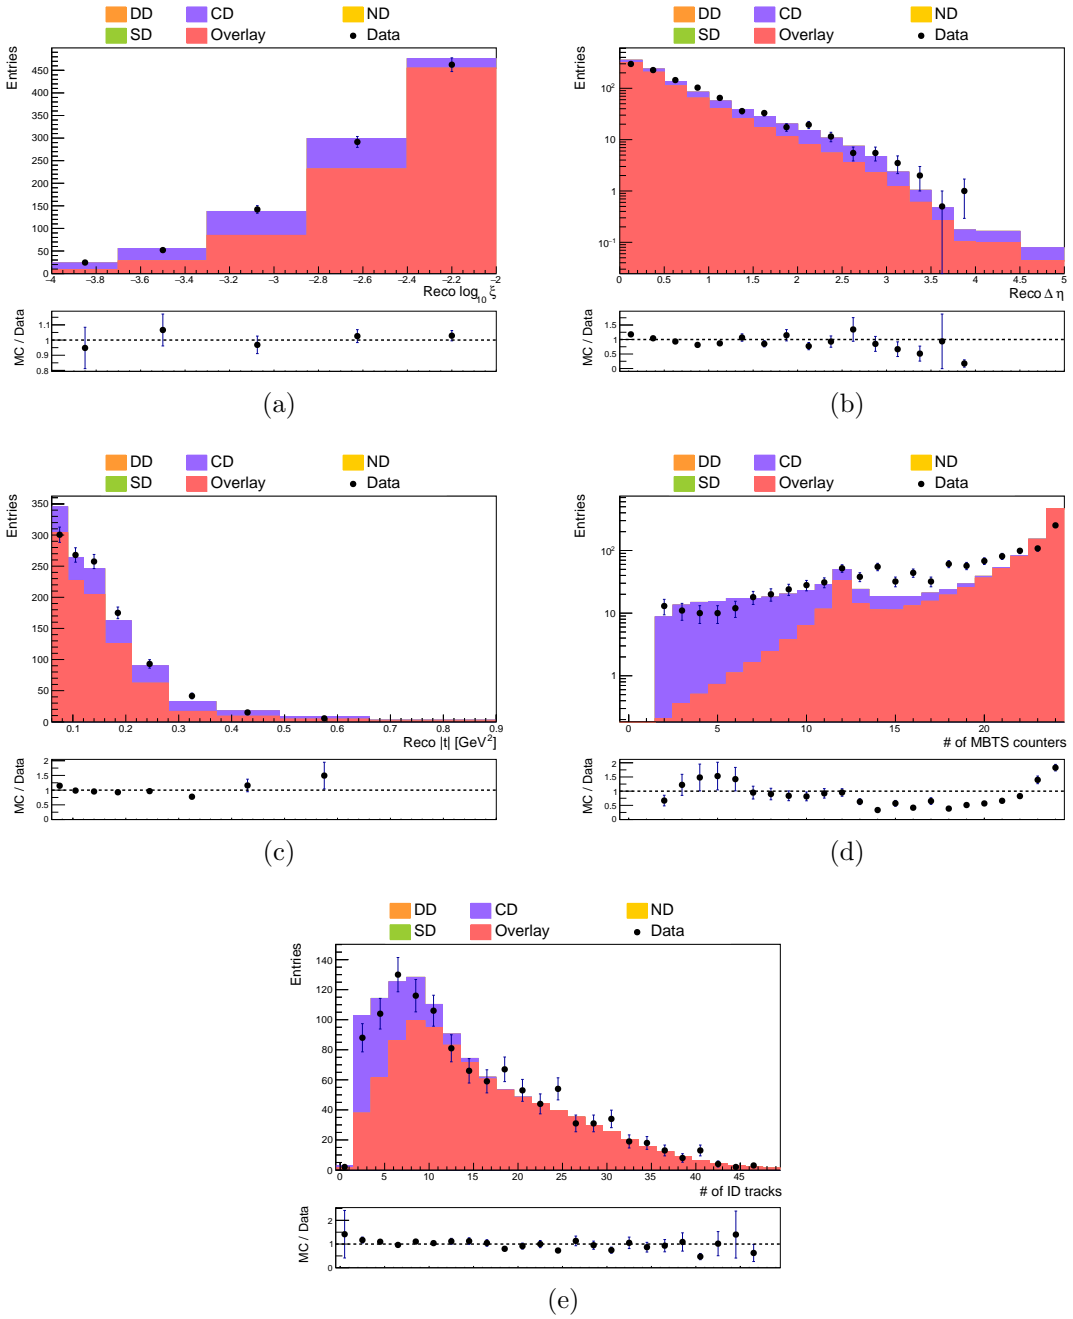 DD CD ND
SD Overlay Data
Entries
450
400
350
300
250
200
150
100
50
0
−4 −3.8 −3.6 −3.4 −3.2 −3 −2.8 −2.6 −2.4 −2.2 −2
Reco log₁₀ ξ
MC / Data
1.1
1
0.9
0.8
(a)
DD CD ND
SD Overlay Data
Entries
10²
10
1
10⁻¹
0 0.5 1 1.5 2 2.5 3 3.5 4 4.5 5
Reco Δ η
MC / Data
1.5
1
0.5
0
(b)
DD CD ND
SD Overlay Data
Entries
350
300
250
200
150
100
50
0
0.1 0.2 0.3 0.4 0.5 0.6 0.7 0.8 0.9
Reco |t| [GeV²]
MC / Data
2
1.5
1
0.5
0
(c)
DD CD ND
SD Overlay Data
Entries
10²
10
1
0 5 10 15 20
# of MBTS counters
MC / Data
2
1.5
1
0.5
0
(d)
DD CD ND
SD Overlay Data
Entries
140
120
100
80
60
40
20
0
0 5 10 15 20 25 30 35 40 45
# of ID tracks
MC / Data
2
1
0
(e)